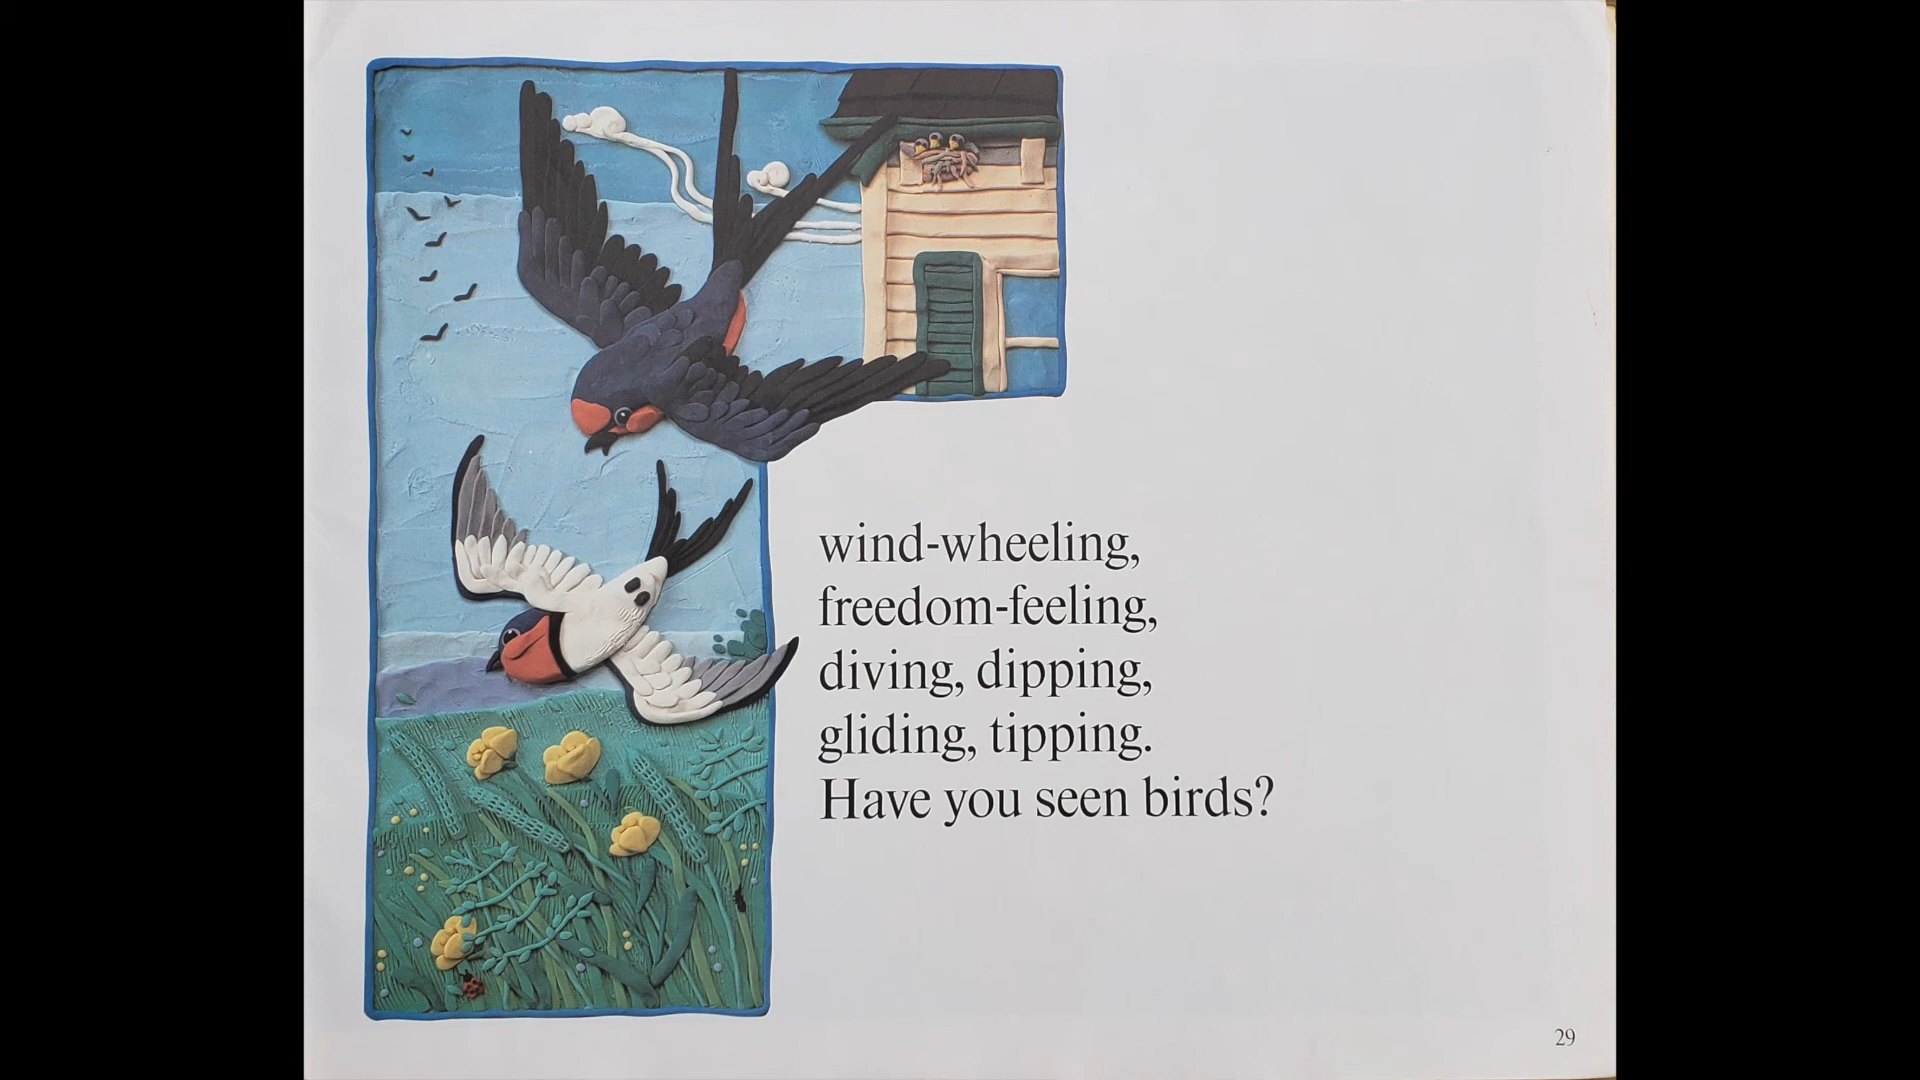 wind-wheeling,
freedom-feeling,
diving, dipping,
gliding, tipping.
Have you seen birds?
29